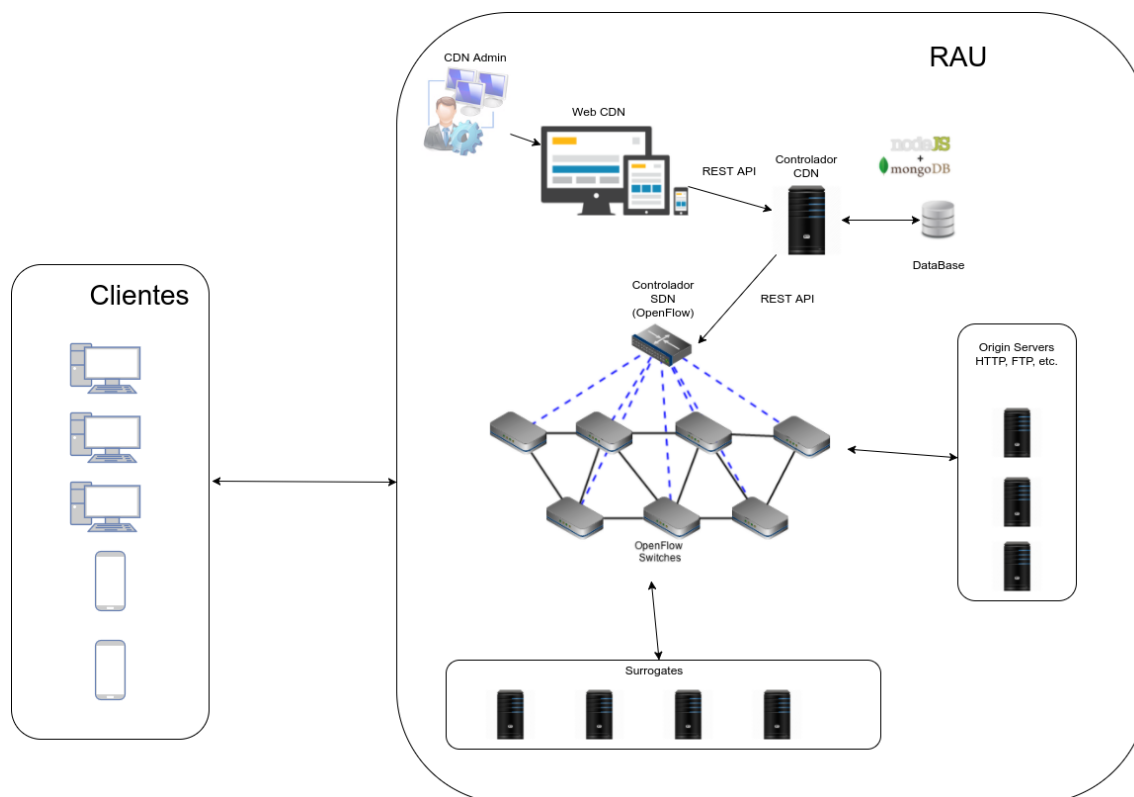 RAU
CDN Admin
Web CDN
REST API
Controlador
CDN
nodeJS
+
mongoDB
DataBase
Controlador
SDN
(OpenFlow)
REST API
Clientes
Origin Servers
HTTP, FTP, etc.
OpenFlow
Switches
Surrogates